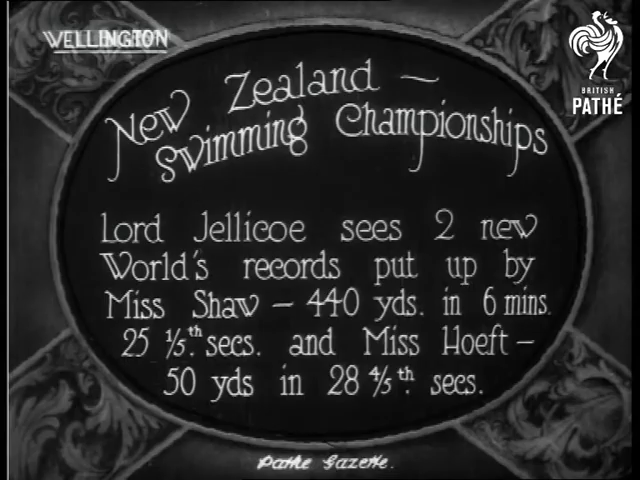 WELLINGTON
BRITISH
PATHÉ
New Zealand —
Swimming Championships
Lord Jellicoe sees 2 new
World's records put up by
Miss Shaw — 440 yds. in 6 mins.
25 1/5th. secs. and Miss Hoeft —
50 yds in 28 4/5th. secs.
Pathe Gazette.